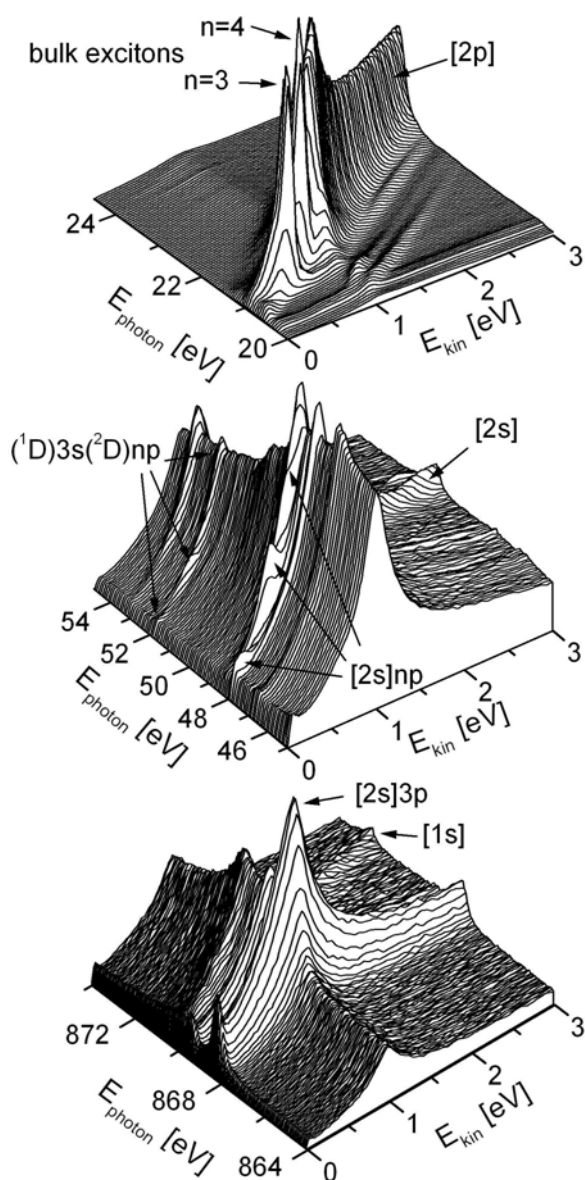 n=4
bulk excitons
[2p]
n=3
24
22
20
E_photon [eV]
0
1
2
3
E_kin [eV]
(¹D)3s(²D)np
[2s]
[2s]np
54
52
50
48
46
E_photon [eV]
0
1
2
3
E_kin [eV]
[2s]3p
[1s]
872
868
864
E_photon [eV]
0
1
2
3
E_kin [eV]